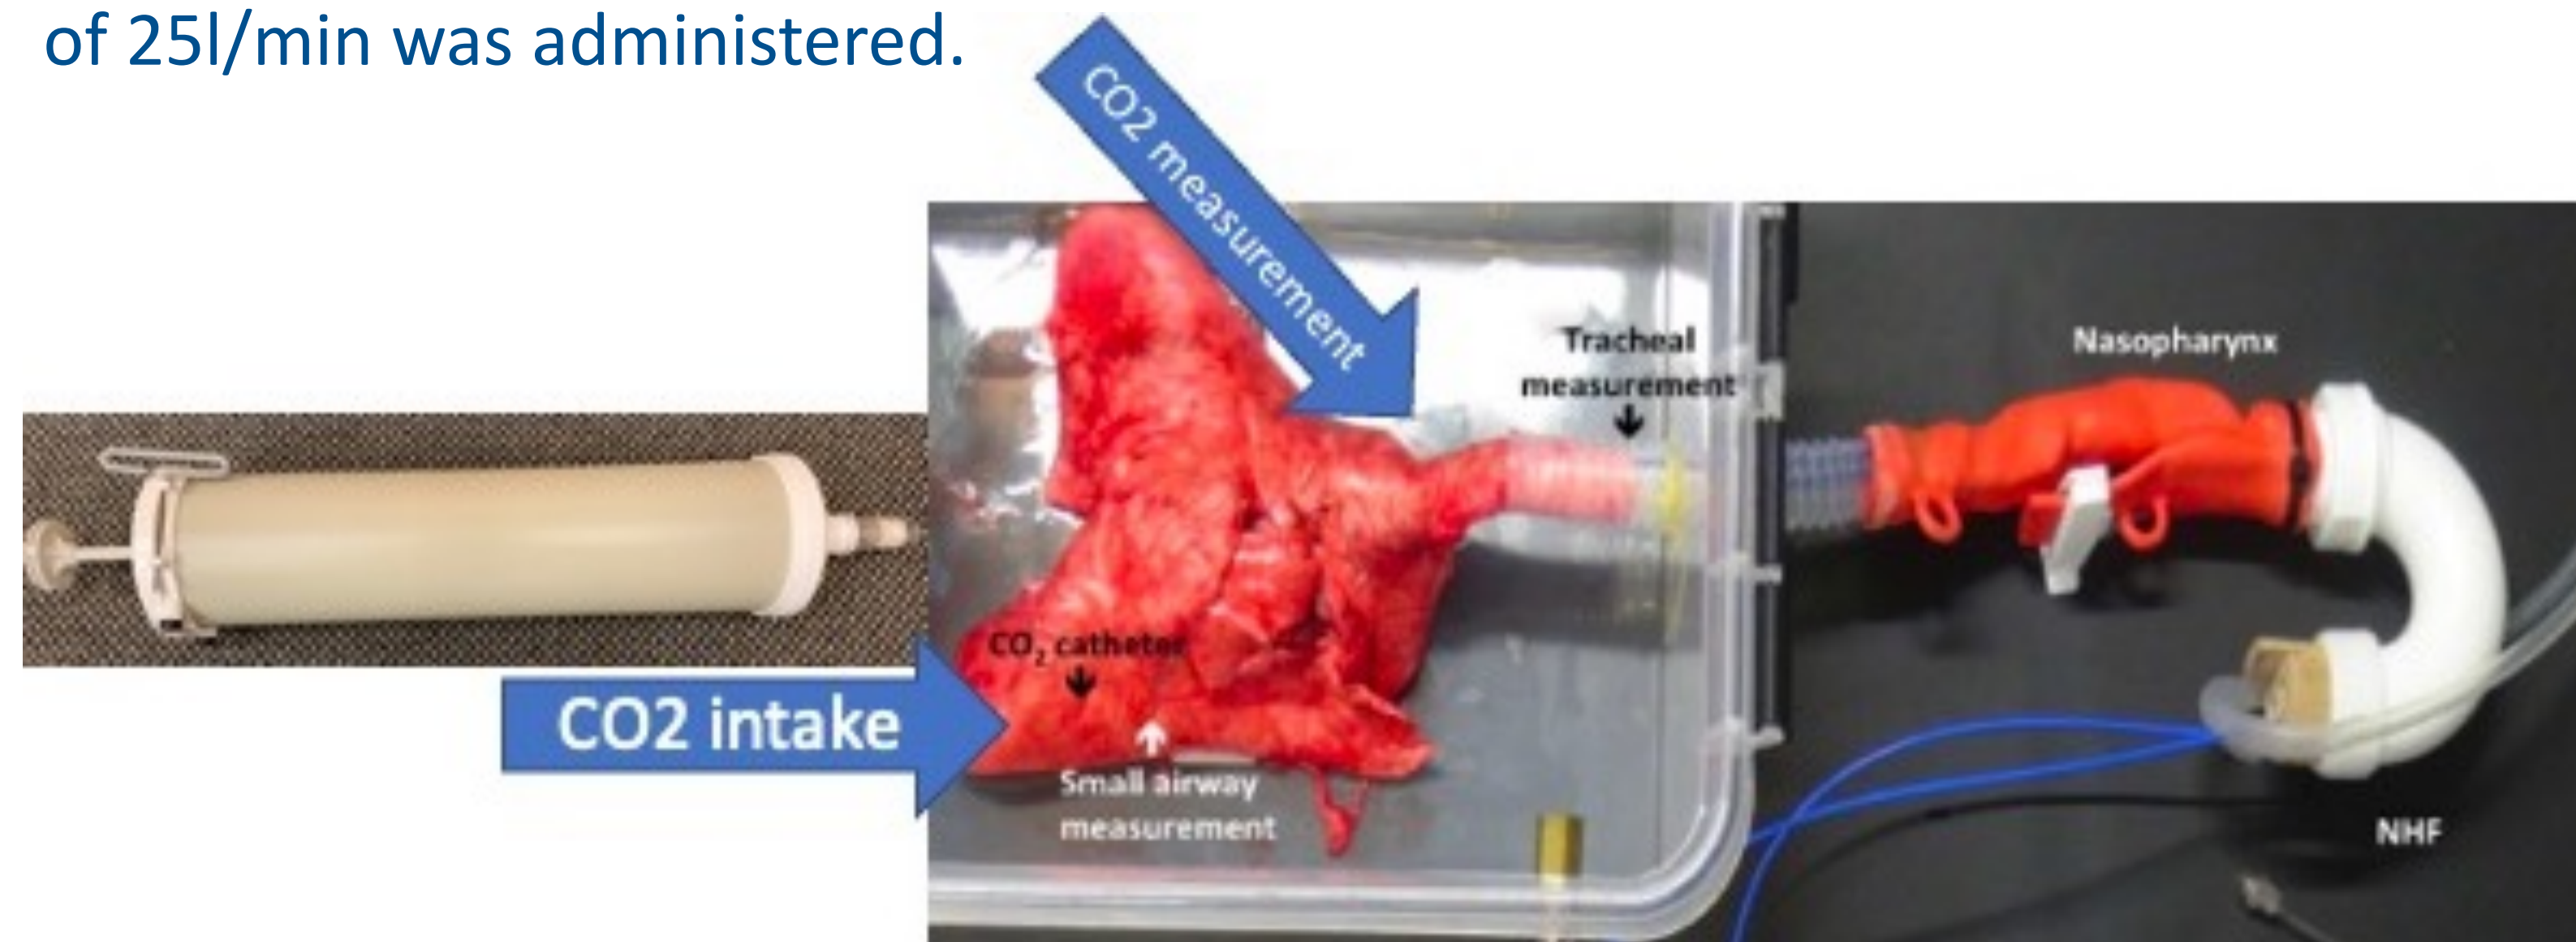 of 25l/min was administered.
CO2 measurement
Tracheal
measurement
Nasopharynx
CO₂ catheter
CO2 intake
Small airway
measurement
NHF